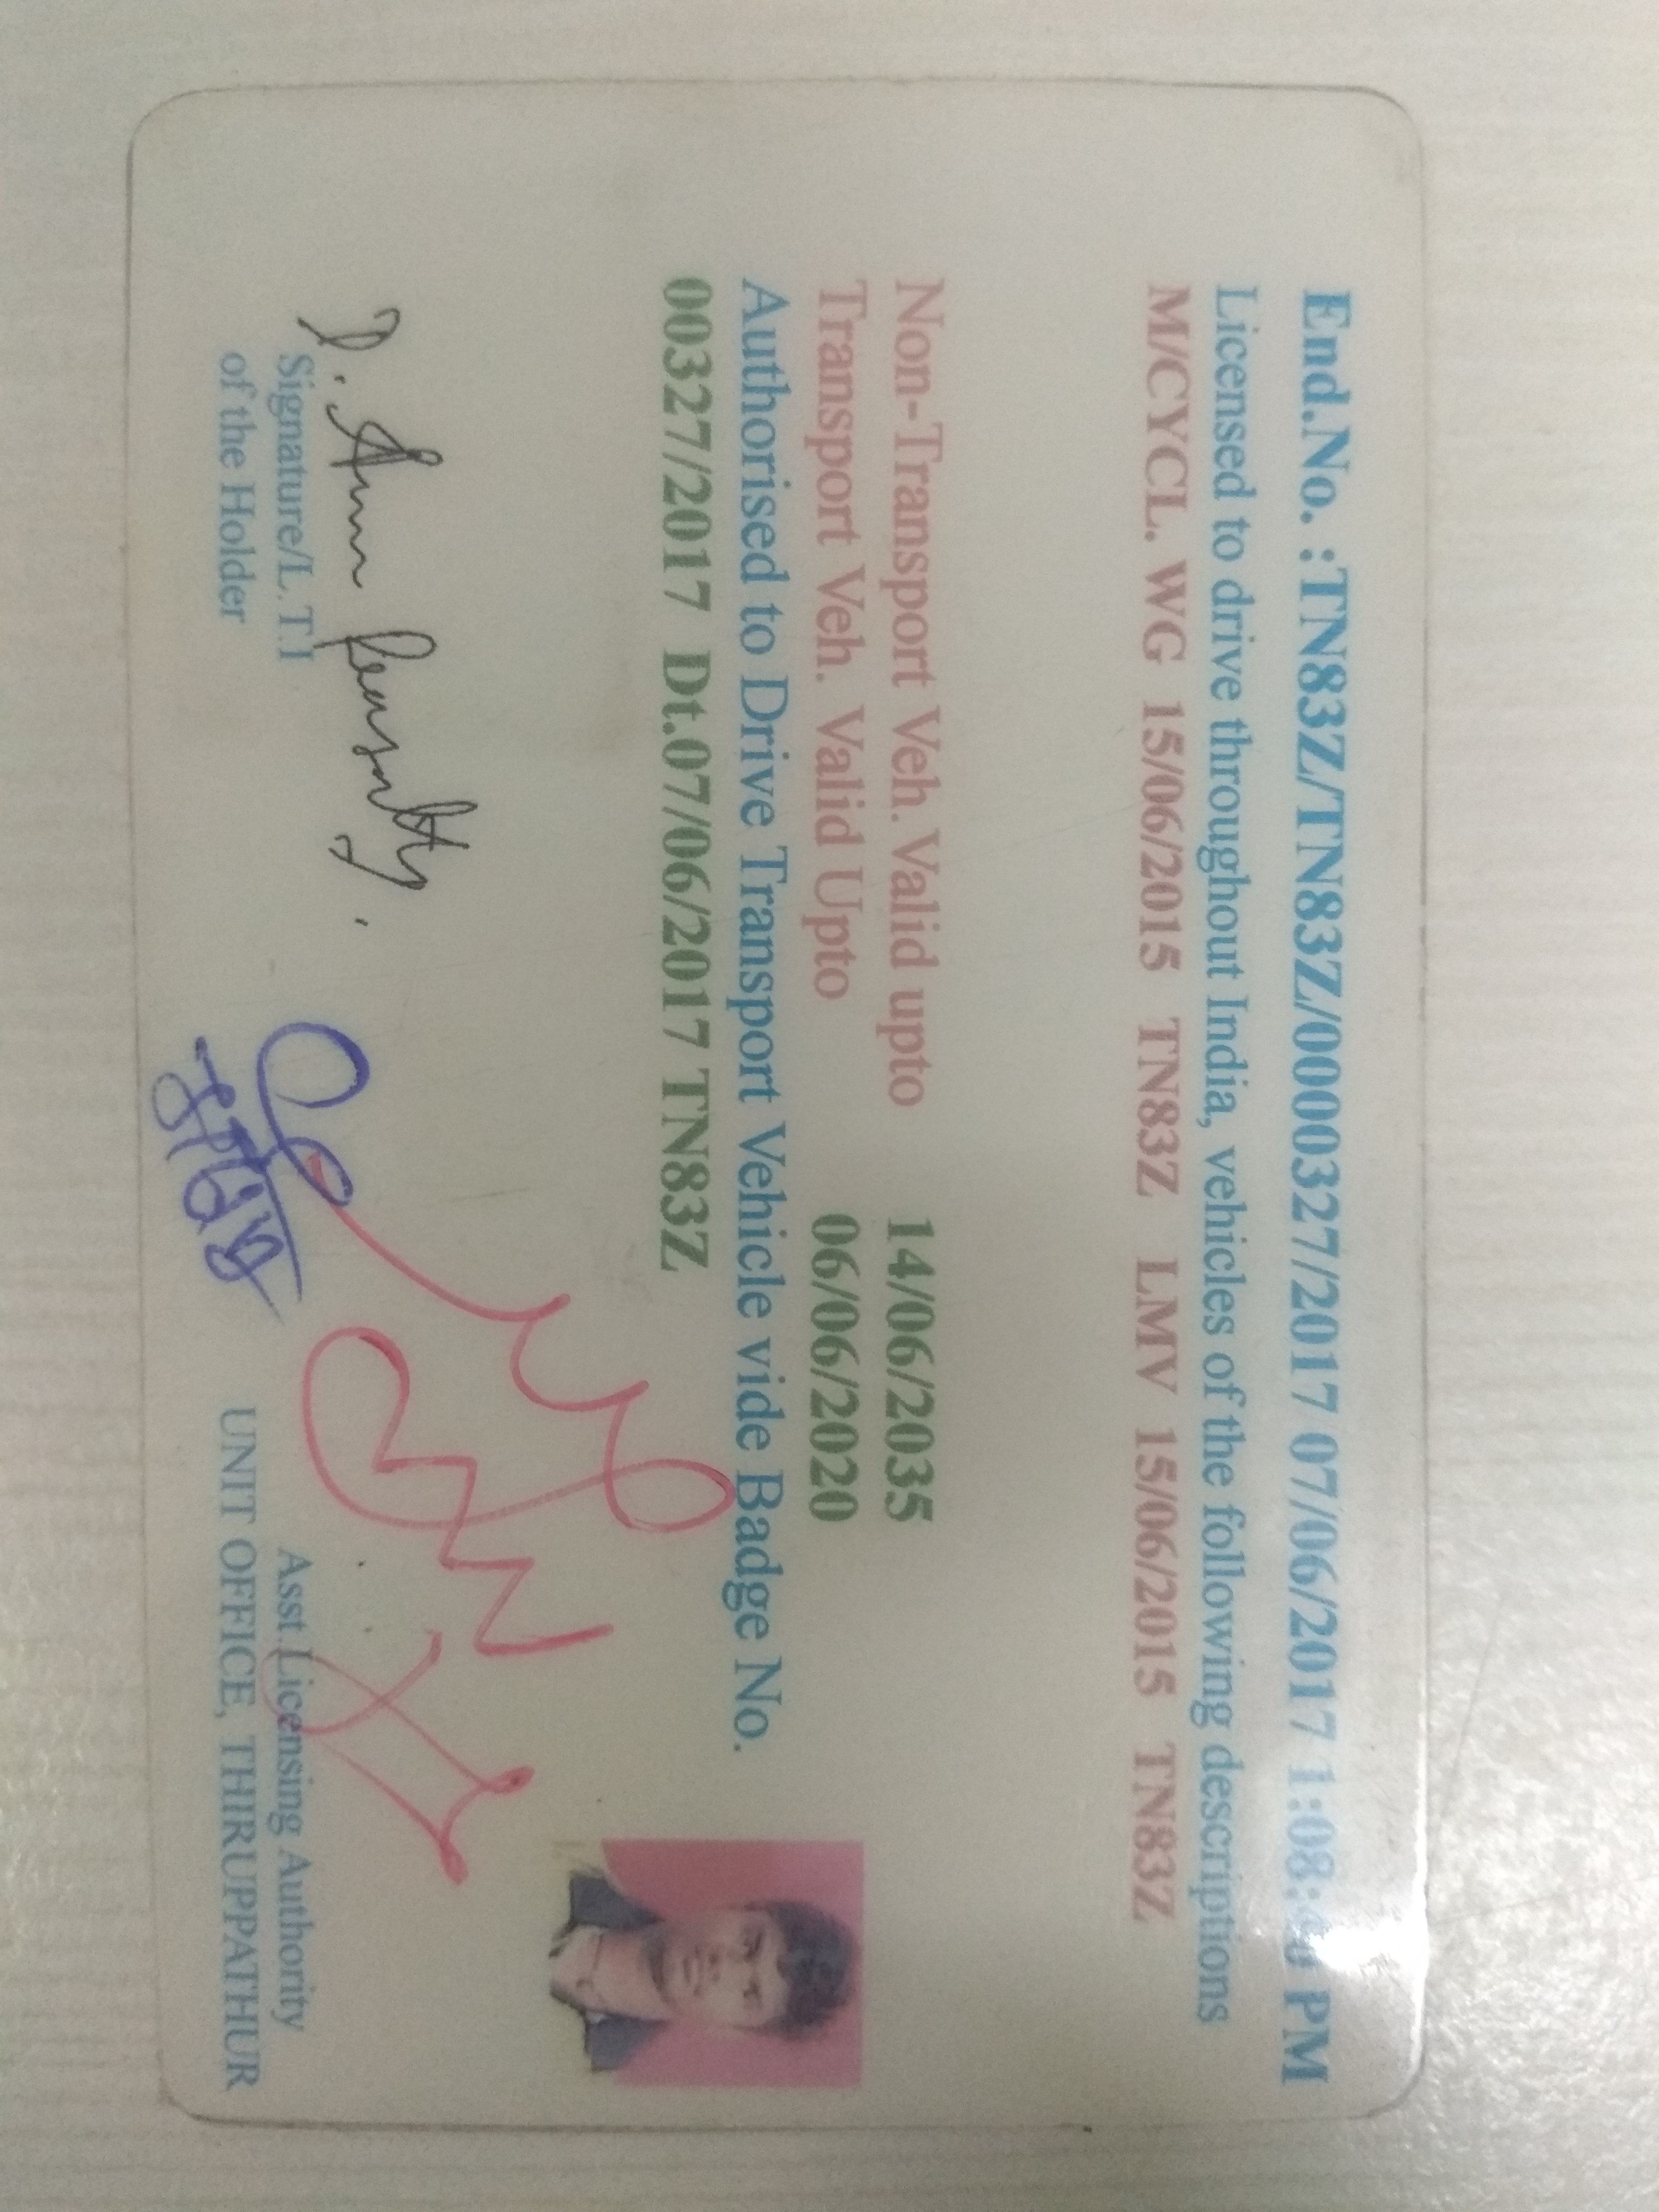 End.No. :TN83Z/TN83Z/0000327/2017 07/06/2017 1:08: PM
Licensed to drive throughout India, vehicles of the following descriptions
M/CYCL. WG 15/06/2015 TN83Z LMV 15/06/2015 TN83Z
Non-Transport Veh. Valid upto 14/06/2035
Transport Veh. Valid Upto 06/06/2020
Authorised to Drive Transport Vehicle vide Badge No.
00327/2017 Dt.07/06/2017 TN83Z
D.
Signature/L.T.I
of the Holder
Asst.Licensing Authority
UNIT OFFICE, THIRUPPATHUR